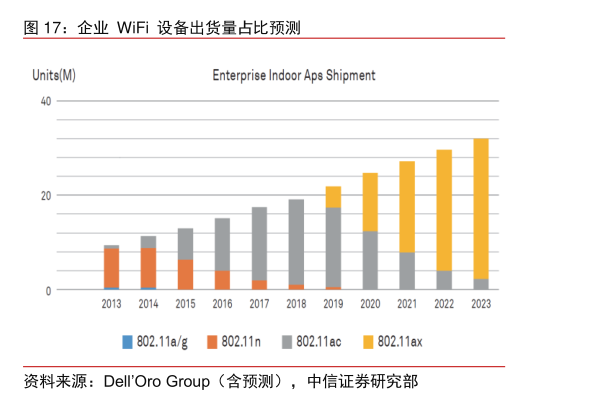 图 17：企业 WiFi 设备出货量占比预测
Units(M)
Enterprise Indoor Aps Shipment
40
20
0
2013 2014 2015 2016 2017 2018 2019 2020 2021 2022 2023
802.11a/g 802.11n 802.11ac 802.11ax
资料来源：Dell’Oro Group（含预测），中信证券研究部